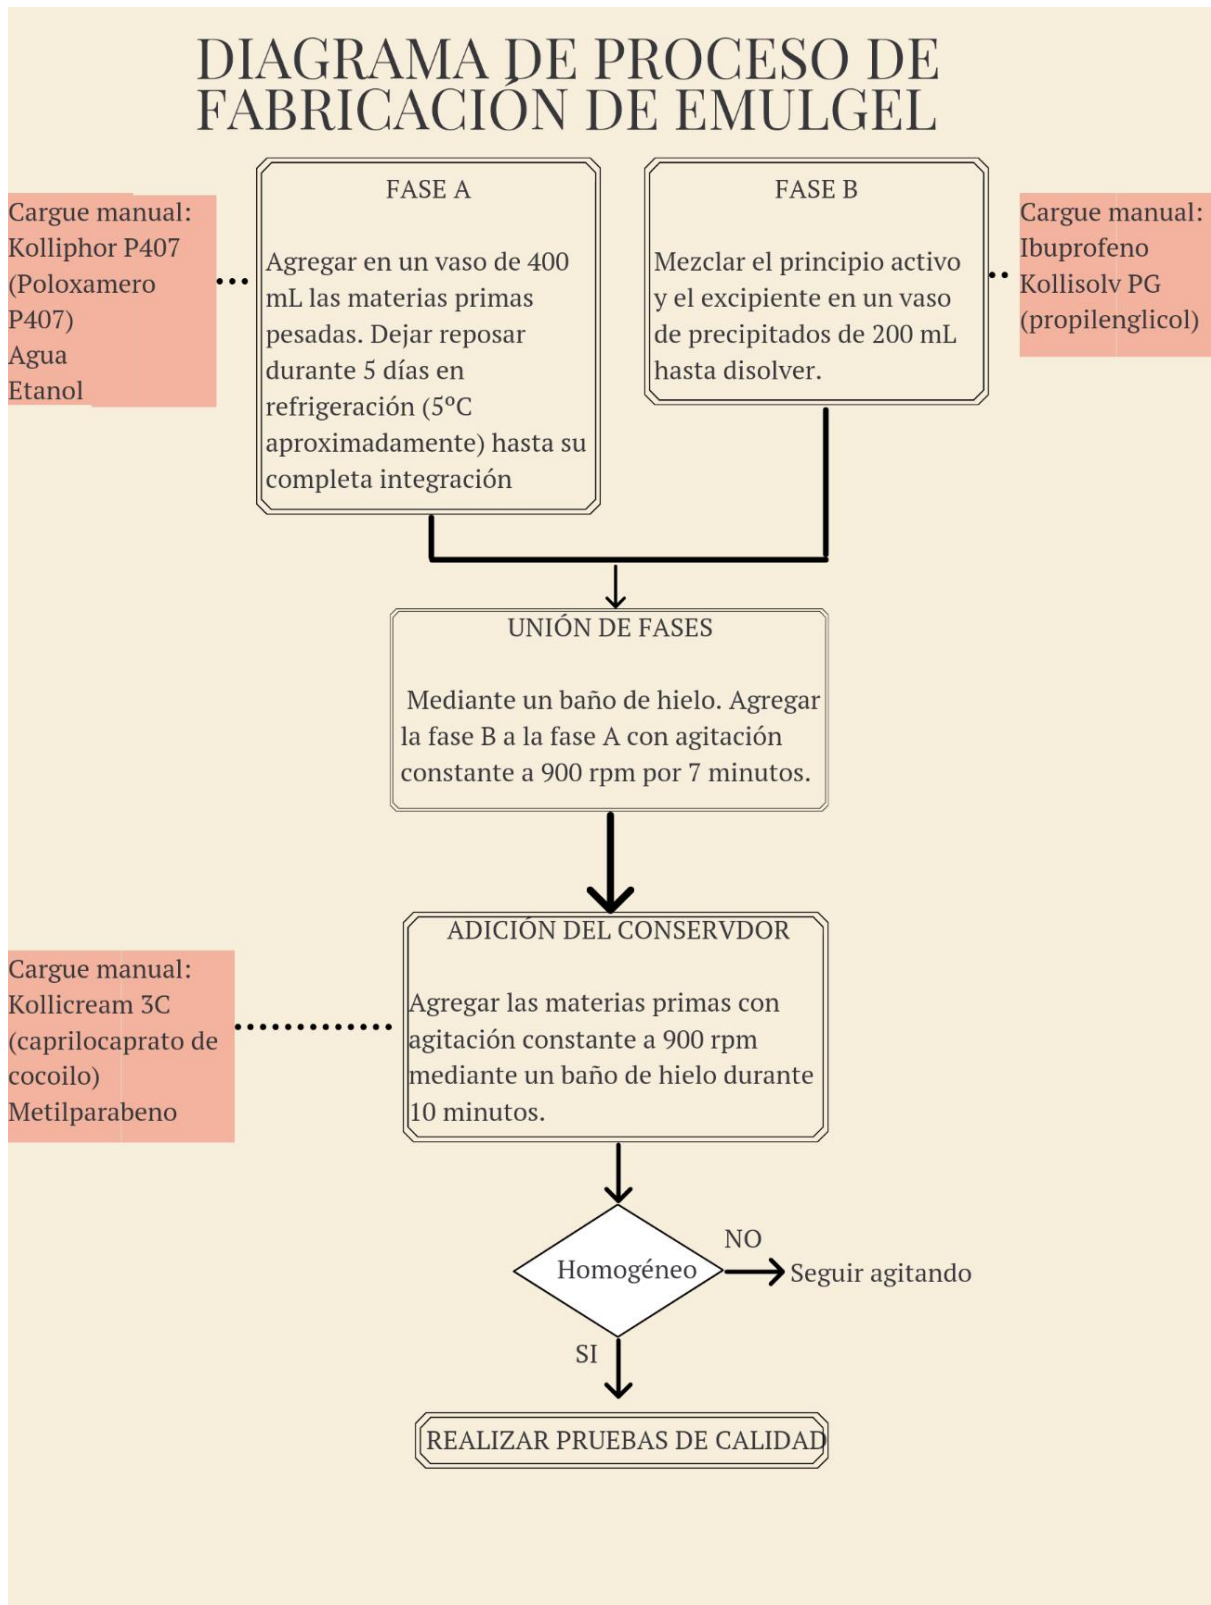 DIAGRAMA DE PROCESO DE
FABRICACIÓN DE EMULGEL
Cargue manual:
Kolliphor P407
(Poloxamero
P407)
Agua
Etanol
FASE A
Agregar en un vaso de 400
mL las materias primas
pesadas. Dejar reposar
durante 5 días en
refrigeración (5ºC
aproximadamente) hasta su
completa integración
FASE B
Mezclar el principio activo
y el excipiente en un vaso
de precipitados de 200 mL
hasta disolver.
Cargue manual:
Ibuprofeno
Kollisolv PG
(propilenglicol)
UNIÓN DE FASES
Mediante un baño de hielo. Agregar
la fase B a la fase A con agitación
constante a 900 rpm por 7 minutos.
ADICIÓN DEL CONSERVDOR
Cargue manual:
Kollicream 3C
(caprilocaprato de
cocoilo)
Metilparabeno
Agregar las materias primas con
agitación constante a 900 rpm
mediante un baño de hielo durante
10 minutos.
Homogéneo
NO
Seguir agitando
SI
REALIZAR PRUEBAS DE CALIDAD